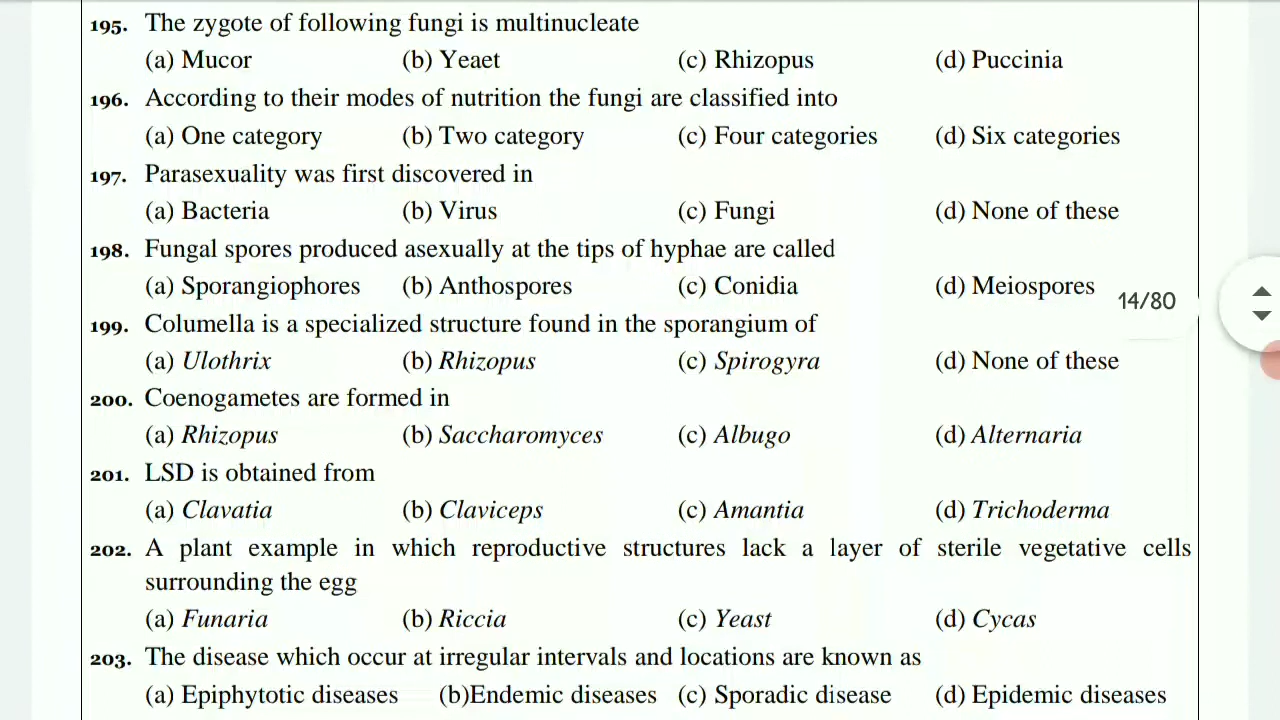 195. The zygote of following fungi is multinucleate
(a) Mucor (b) Yeaet (c) Rhizopus (d) Puccinia
196. According to their modes of nutrition the fungi are classified into
(a) One category (b) Two category (c) Four categories (d) Six categories
197. Parasexuality was first discovered in
(a) Bacteria (b) Virus (c) Fungi (d) None of these
198. Fungal spores produced asexually at the tips of hyphae are called
(a) Sporangiophores (b) Anthospores (c) Conidia (d) Meiospores
14/80
199. Columella is a specialized structure found in the sporangium of
(a) Ulothrix (b) Rhizopus (c) Spirogyra (d) None of these
200. Coenogametes are formed in
(a) Rhizopus (b) Saccharomyces (c) Albugo (d) Alternaria
201. LSD is obtained from
(a) Clavatia (b) Claviceps (c) Amantia (d) Trichoderma
202. A plant example in which reproductive structures lack a layer of sterile vegetative cells
surrounding the egg
(a) Funaria (b) Riccia (c) Yeast (d) Cycas
203. The disease which occur at irregular intervals and locations are known as
(a) Epiphytotic diseases (b)Endemic diseases (c) Sporadic disease (d) Epidemic diseases